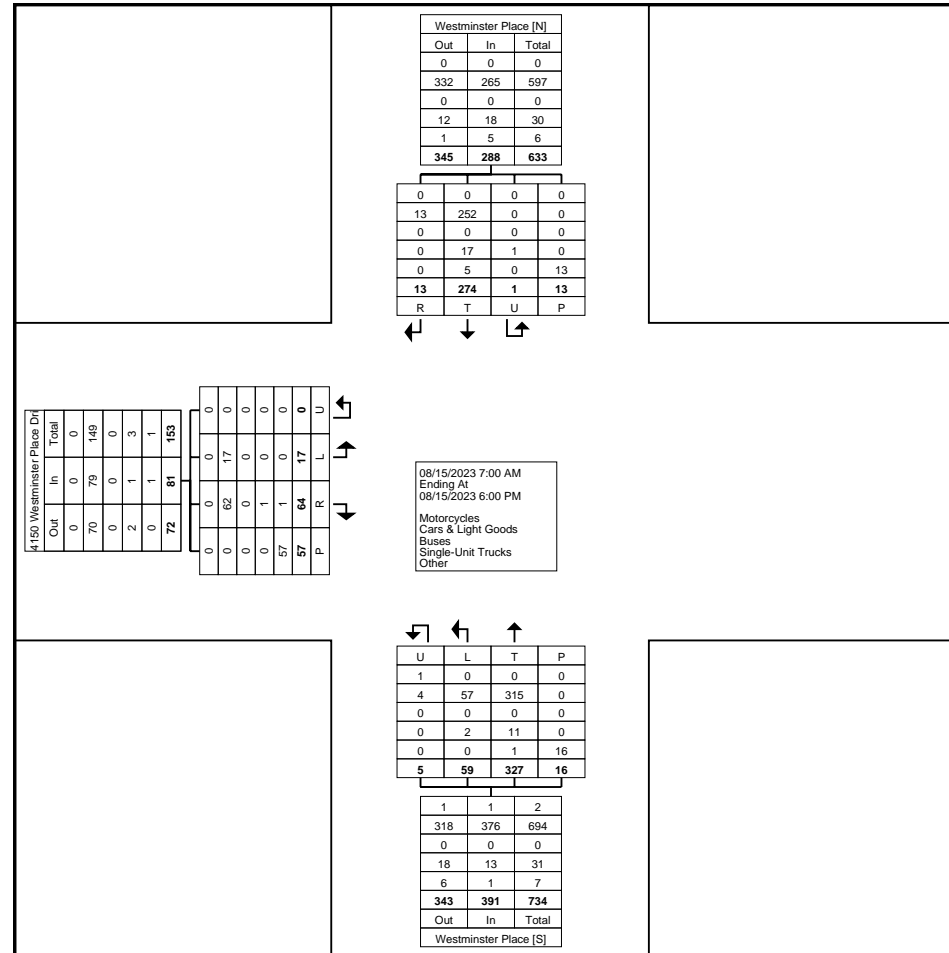 Westminster Place [N]
Out In Total
0 0 0
332 265 597
0 0 0
12 18 30
1 5 6
345 288 633
0 0 0 0
13 252 0 0
0 0 0 0
0 17 1 0
0 5 0 13
13 274 1 13
R T U P
4150 Westminster Place Dri
Out In Total
0 0 0
70 79 149
0 0 0
2 1 3
0 1 1
72 81 153
0 0 0 0
0 62 17 0
0 0 0 0
0 1 0 0
57 1 0 0
57 64 17 0
P R L U
08/15/2023 7:00 AM
Ending At
08/15/2023 6:00 PM
Motorcycles
Cars & Light Goods
Buses
Single-Unit Trucks
Other
U L T P
1 0 0 0
4 57 315 0
0 0 0 0
0 2 11 0
0 0 1 16
5 59 327 16
1 1 2
318 376 694
0 0 0
18 13 31
6 1 7
343 391 734
Out In Total
Westminster Place [S]